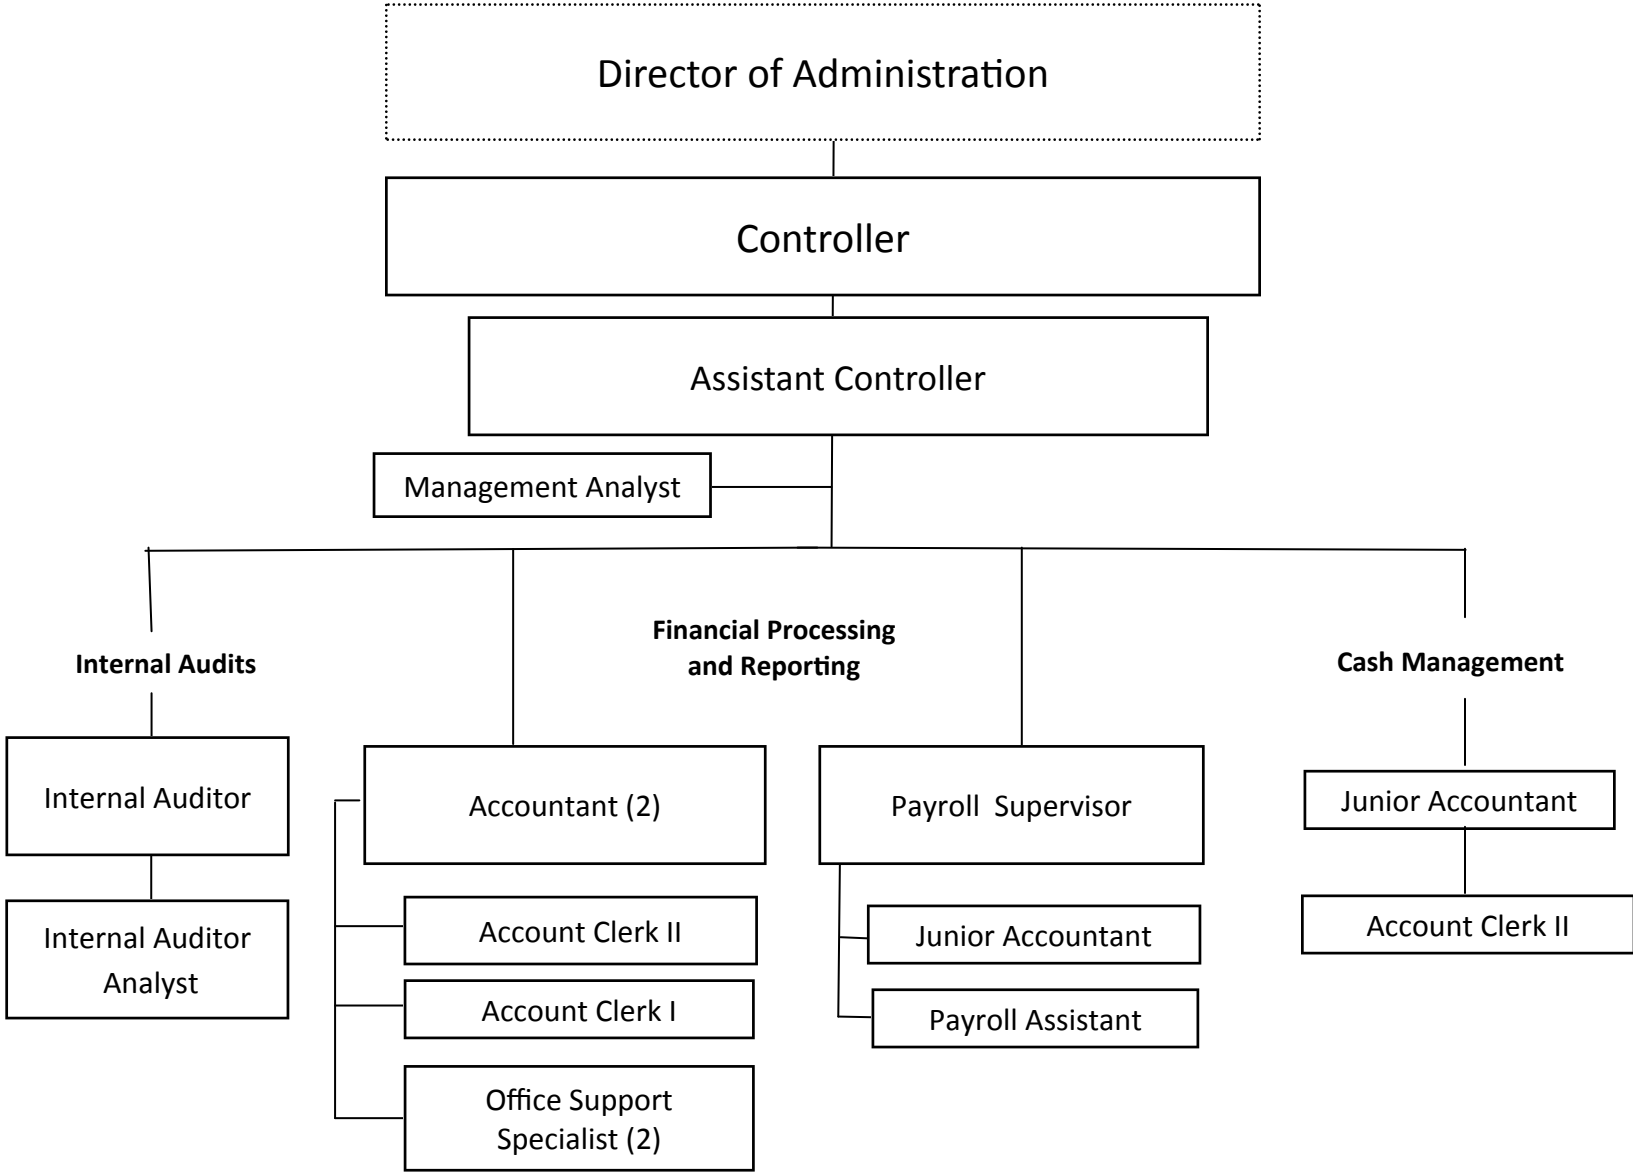 Director of Administration
Controller
Assistant Controller
Management Analyst
Internal Audits
Financial Processing
and Reporting
Cash Management
Internal Auditor
Internal Auditor
Analyst
Accountant (2)
Account Clerk II
Account Clerk I
Office Support
Specialist (2)
Payroll  Supervisor
Junior Accountant
Payroll Assistant
Junior Accountant
Account Clerk II